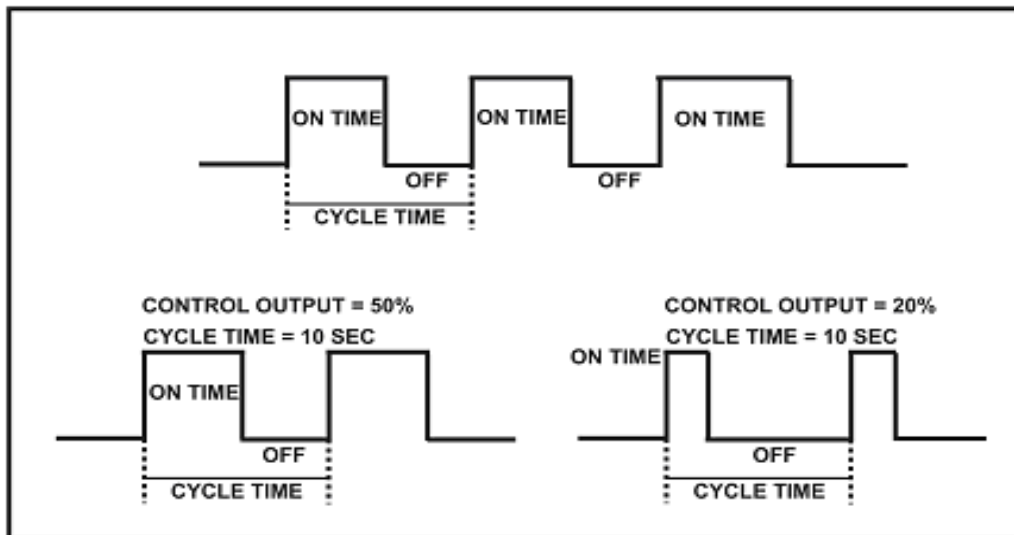 ON TIME
ON TIME
ON TIME
OFF
OFF
CYCLE TIME
CONTROL OUTPUT = 50%
CYCLE TIME = 10 SEC
ON TIME
OFF
CYCLE TIME
CONTROL OUTPUT = 20%
CYCLE TIME = 10 SEC
ON TIME
OFF
CYCLE TIME